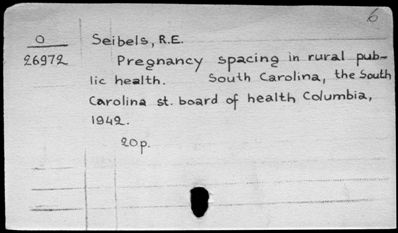 6
O Seibels, R.E.
26972 Pregnancy spacing in rural pub-
lic health. South Carolina, the South
Carolina st. board of health Columbia,
1942.
20p.